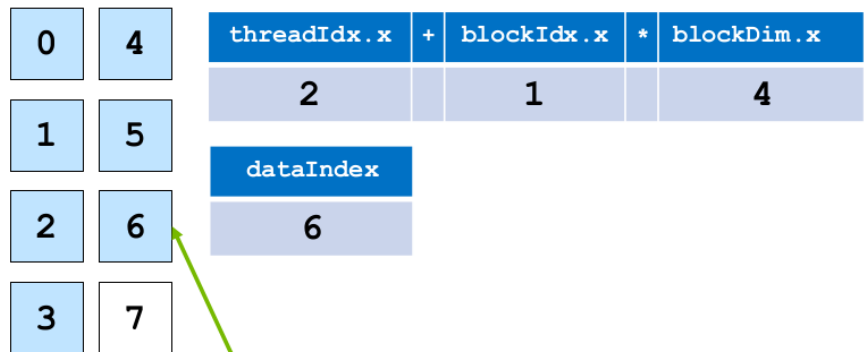 0 4
threadIdx.x + blockIdx.x * blockDim.x
2 1 4
1 5
dataIndex
2 6
6
3 7